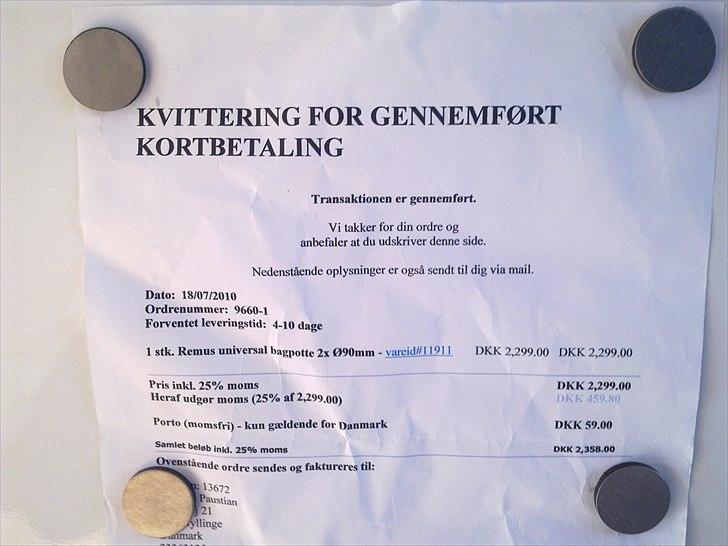 KVITTERING FOR GENNEMFØRT
KORTBETALING
Transaktionen er gennemført.
Vi takker for din ordre og
anbefaler at du udskriver denne side.
Nedenstående oplysninger er også sendt til dig via mail.
Dato: 18/07/2010
Ordrenummer: 9660-1
Forventet leveringstid: 4-10 dage
1 stk. Remus universal bagpotte 2x Ø90mm - vareid#11911 DKK 2,299.00 DKK 2,299.00
Pris inkl. 25% moms DKK 2,299.00
Heraf udgør moms (25% af 2,299.00) DKK 459.80
Porto (momsfri) - kun gældende for Danmark DKK 59.00
Samlet beløb inkl. 25% moms DKK 2,358.00
Ovenstående ordre sendes og faktureres til:
: 13672
Paustian
21
yllinge
anmark